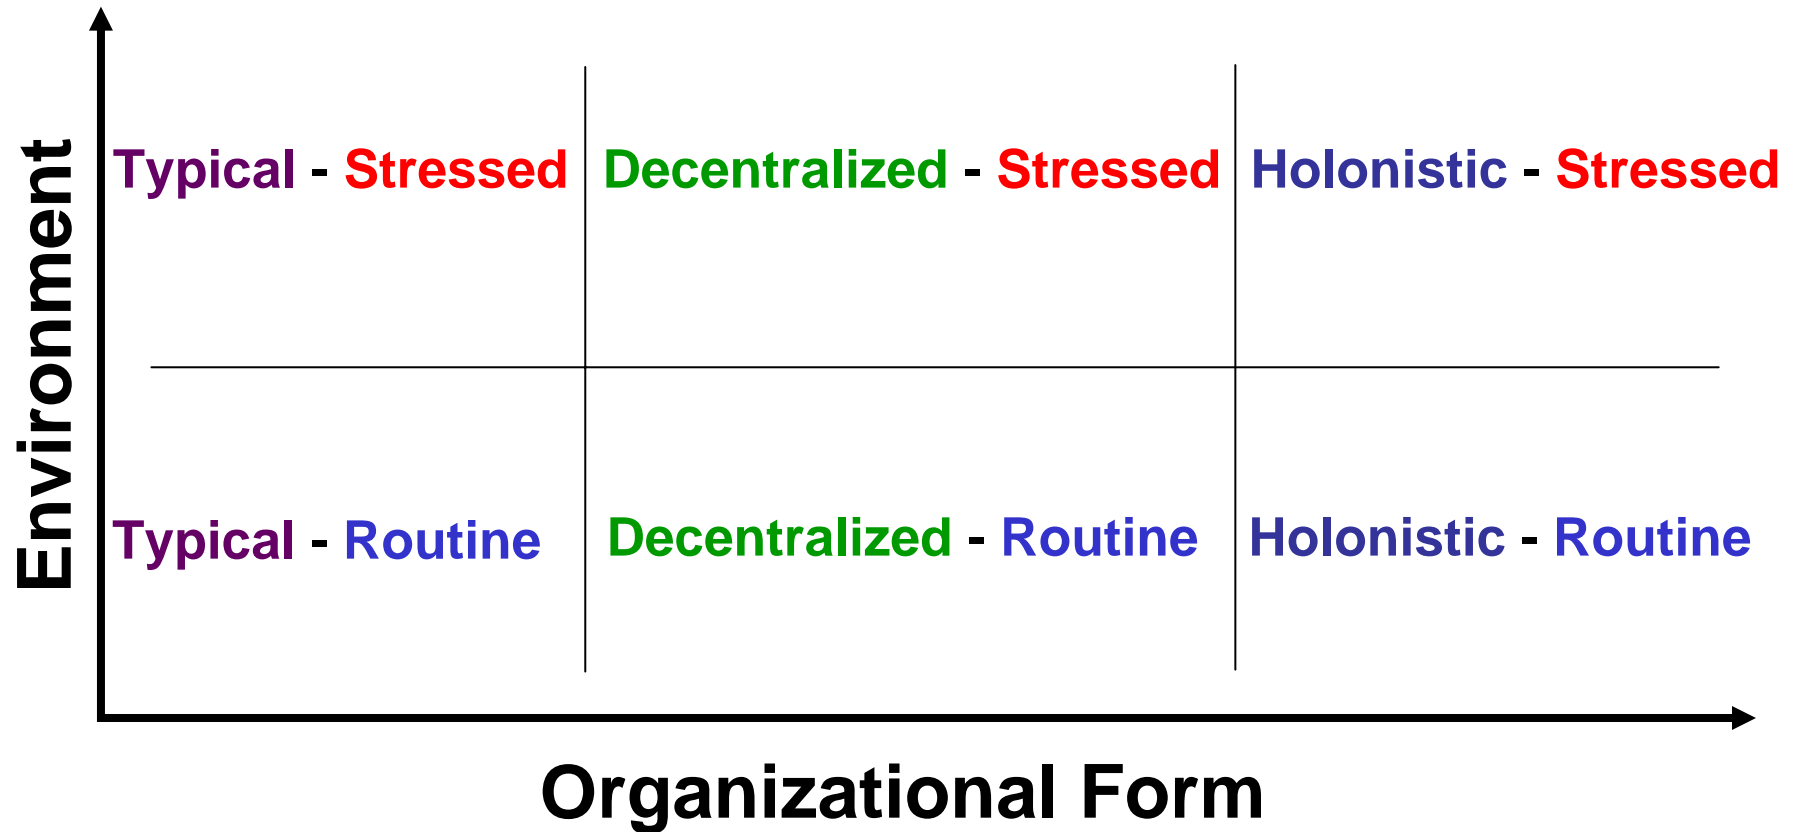 Environment
Typical - Stressed
Decentralized - Stressed
Holonistic - Stressed
Typical - Routine
Decentralized - Routine
Holonistic - Routine
Organizational Form